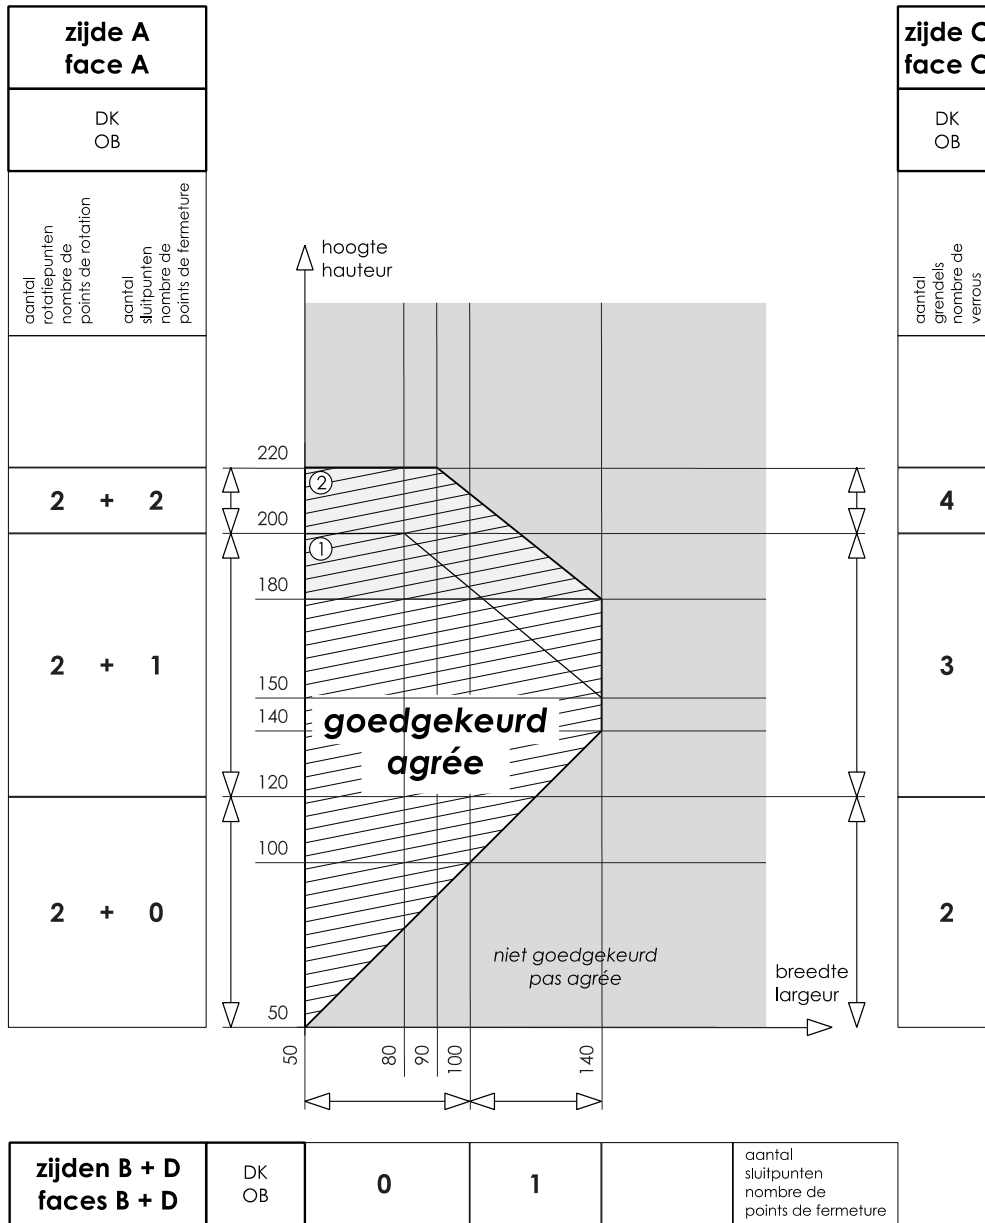 zijde A
face A
DK
OB
aantal
rotatiepunten
nombre de
points de rotation
aantal
sluitpunten
nombre de
points de fermeture
zijde C
face C
DK
OB
aantal
grendels
nombre de
verrous
hoogte
hauteur
220
2 + 2
2
4
200
1
180
2 + 1
3
150
goedgekeurd
140
agrée
120
100
2 + 0
2
niet goedgekeurd
pas agrée
breedte
largeur
50
50
80
90
100
140
zijden B + D
faces B + D
DK
OB
0
1
aantal
sluitpunten
nombre de
points de fermeture